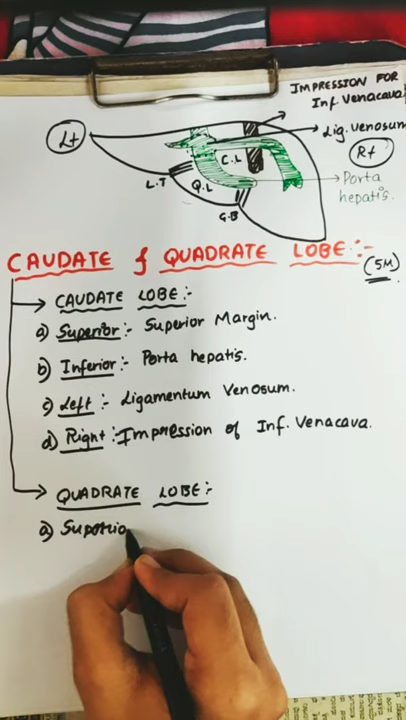 IMPRESSION FOR
Inf. Venacava
Lig. venosum
Lt
Rt
C.L
Porta
hepatis.
L.T
Q.L
G.B
CAUDATE & QUADRATE LOBE:-
(5M)
CAUDATE LOBE:-
a) Superior:- Superior Margin.
b) Inferior:- Porta hepatis.
c) Left:- Ligamentum Venosum.
d) Right: Impression of Inf. Venacava.
QUADRATE LOBE:-
a) Superio